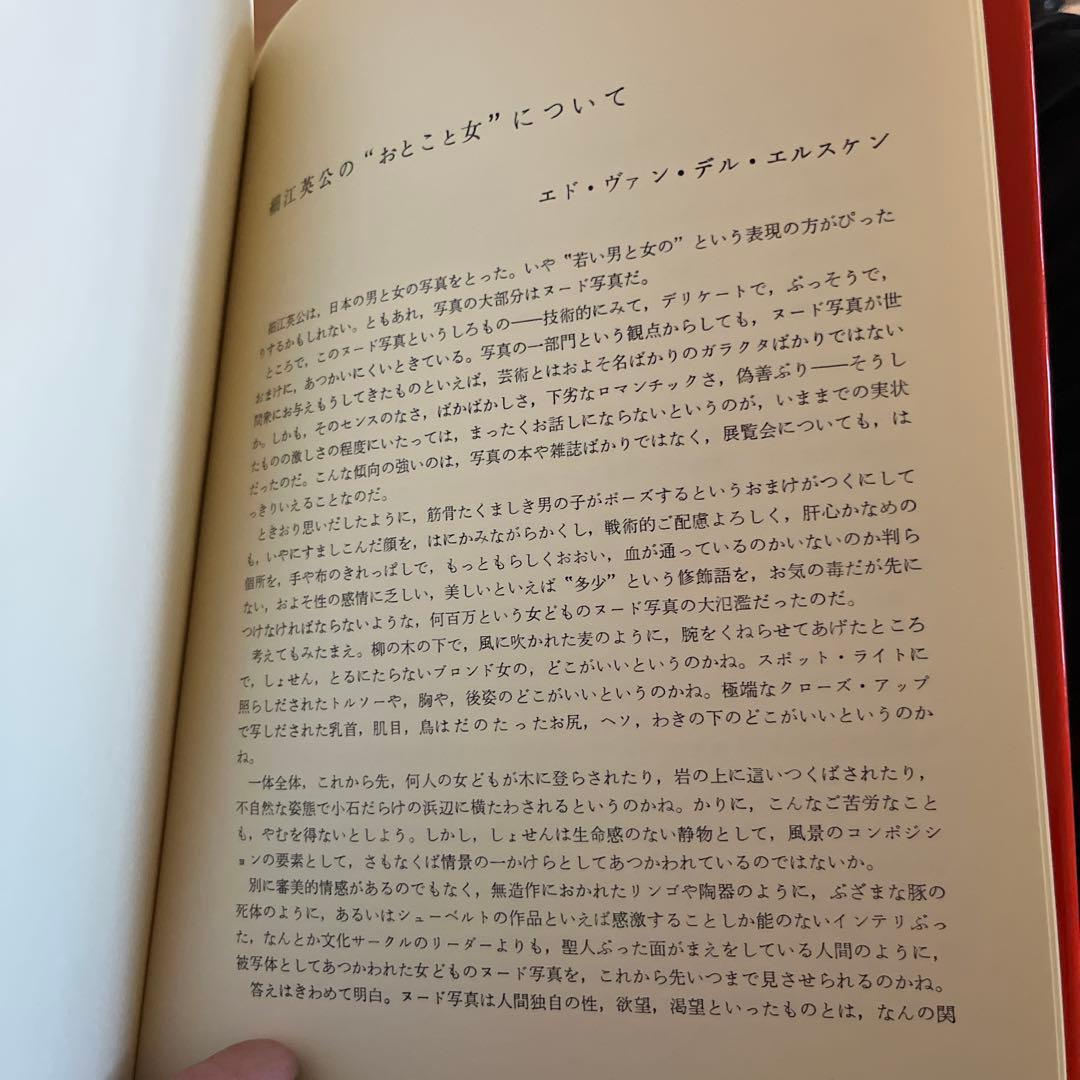 細江英公の“おとこと女”について
エド・ヴァン・デル・エルスケン
細江英公は，日本の男と女の写真をとった。いや〝若い男と女の”という表現の方がぴった
りするかもしれない。ともあれ，写真の大部分はヌード写真だ。
ところで，このヌード写真というしろもの――技術的にみて，デリケートで，ぶっそうで，
おまけに，あつかいにくいときている。写真の一部門という観点からしても，ヌード写真が世
間衆にお与えもうしてきたものといえば，芸術とはおよそ名ばかりのガラクタばかりではない
か。しかも，そのセンスのなさ，ばかばかしさ，下劣なロマンチックさ，偽善ぶり――そうし
たものの激しさの程度にいたっては，まったくお話しにならないというのが，いままでの実状
だったのだ。こんな傾向の強いのは，写真の本や雑誌ばかりではなく，展覧会についても，は
っきりいえることなのだ。
ときおり思いだしたように，筋骨たくましき男の子がポーズするというおまけがつくにして
も，いやにすましこんだ顔を，はにかみながらかくし，戦術的ご配慮よろしく，肝心かなめの
個所を，手や布のきれっぱしで，もっともらしくおおい，血が通っているのかいないのか判ら
ない，およそ性の感情に乏しい，美しいといえば〝多少”という修飾語を，お気の毒だが先に
つけなければならないような，何百万という女どものヌード写真の大氾濫だったのだ。
考えてもみたまえ。柳の木の下で，風に吹かれた麦のように，腕をくねらせてあげたところ
で，しょせん，とるにたらないブロンド女の，どこがいいというのかね。スポット・ライトに
照らしだされたトルソーや，胸や，後姿のどこがいいというのかね。極端なクローズ・アップ
で写しだされた乳首，肌目，鳥はだのたったお尻，ヘソ，わきの下のどこがいいというのか
ね。
一体全体，これから先，何人の女どもが木に登らされたり，岩の上に這いつくばされたり，
不自然な姿態で小石だらけの浜辺に横たわされるというのかね。かりに，こんなご苦労なこと
も，やむを得ないとしよう。しかし，しょせんは生命感のない静物として，風景のコンポジシ
ョンの要素として，さもなくば情景の一かけらとしてあつかわれているのではないか。
別に審美的情感があるのでもなく，無造作におかれたリンゴや陶器のように，ぶざまな豚の
死体のように，あるいはシューベルトの作品といえば感激することしか能のないインテリぶっ
た，なんとか文化サークルのリーダーよりも，聖人ぶった面がまえをしている人間のように，
被写体としてあつかわれた女どものヌード写真を，これから先いつまで見させられるのかね。
答えはきわめて明白。ヌード写真は人間独自の性，欲望，渇望といったものとは，なんの関